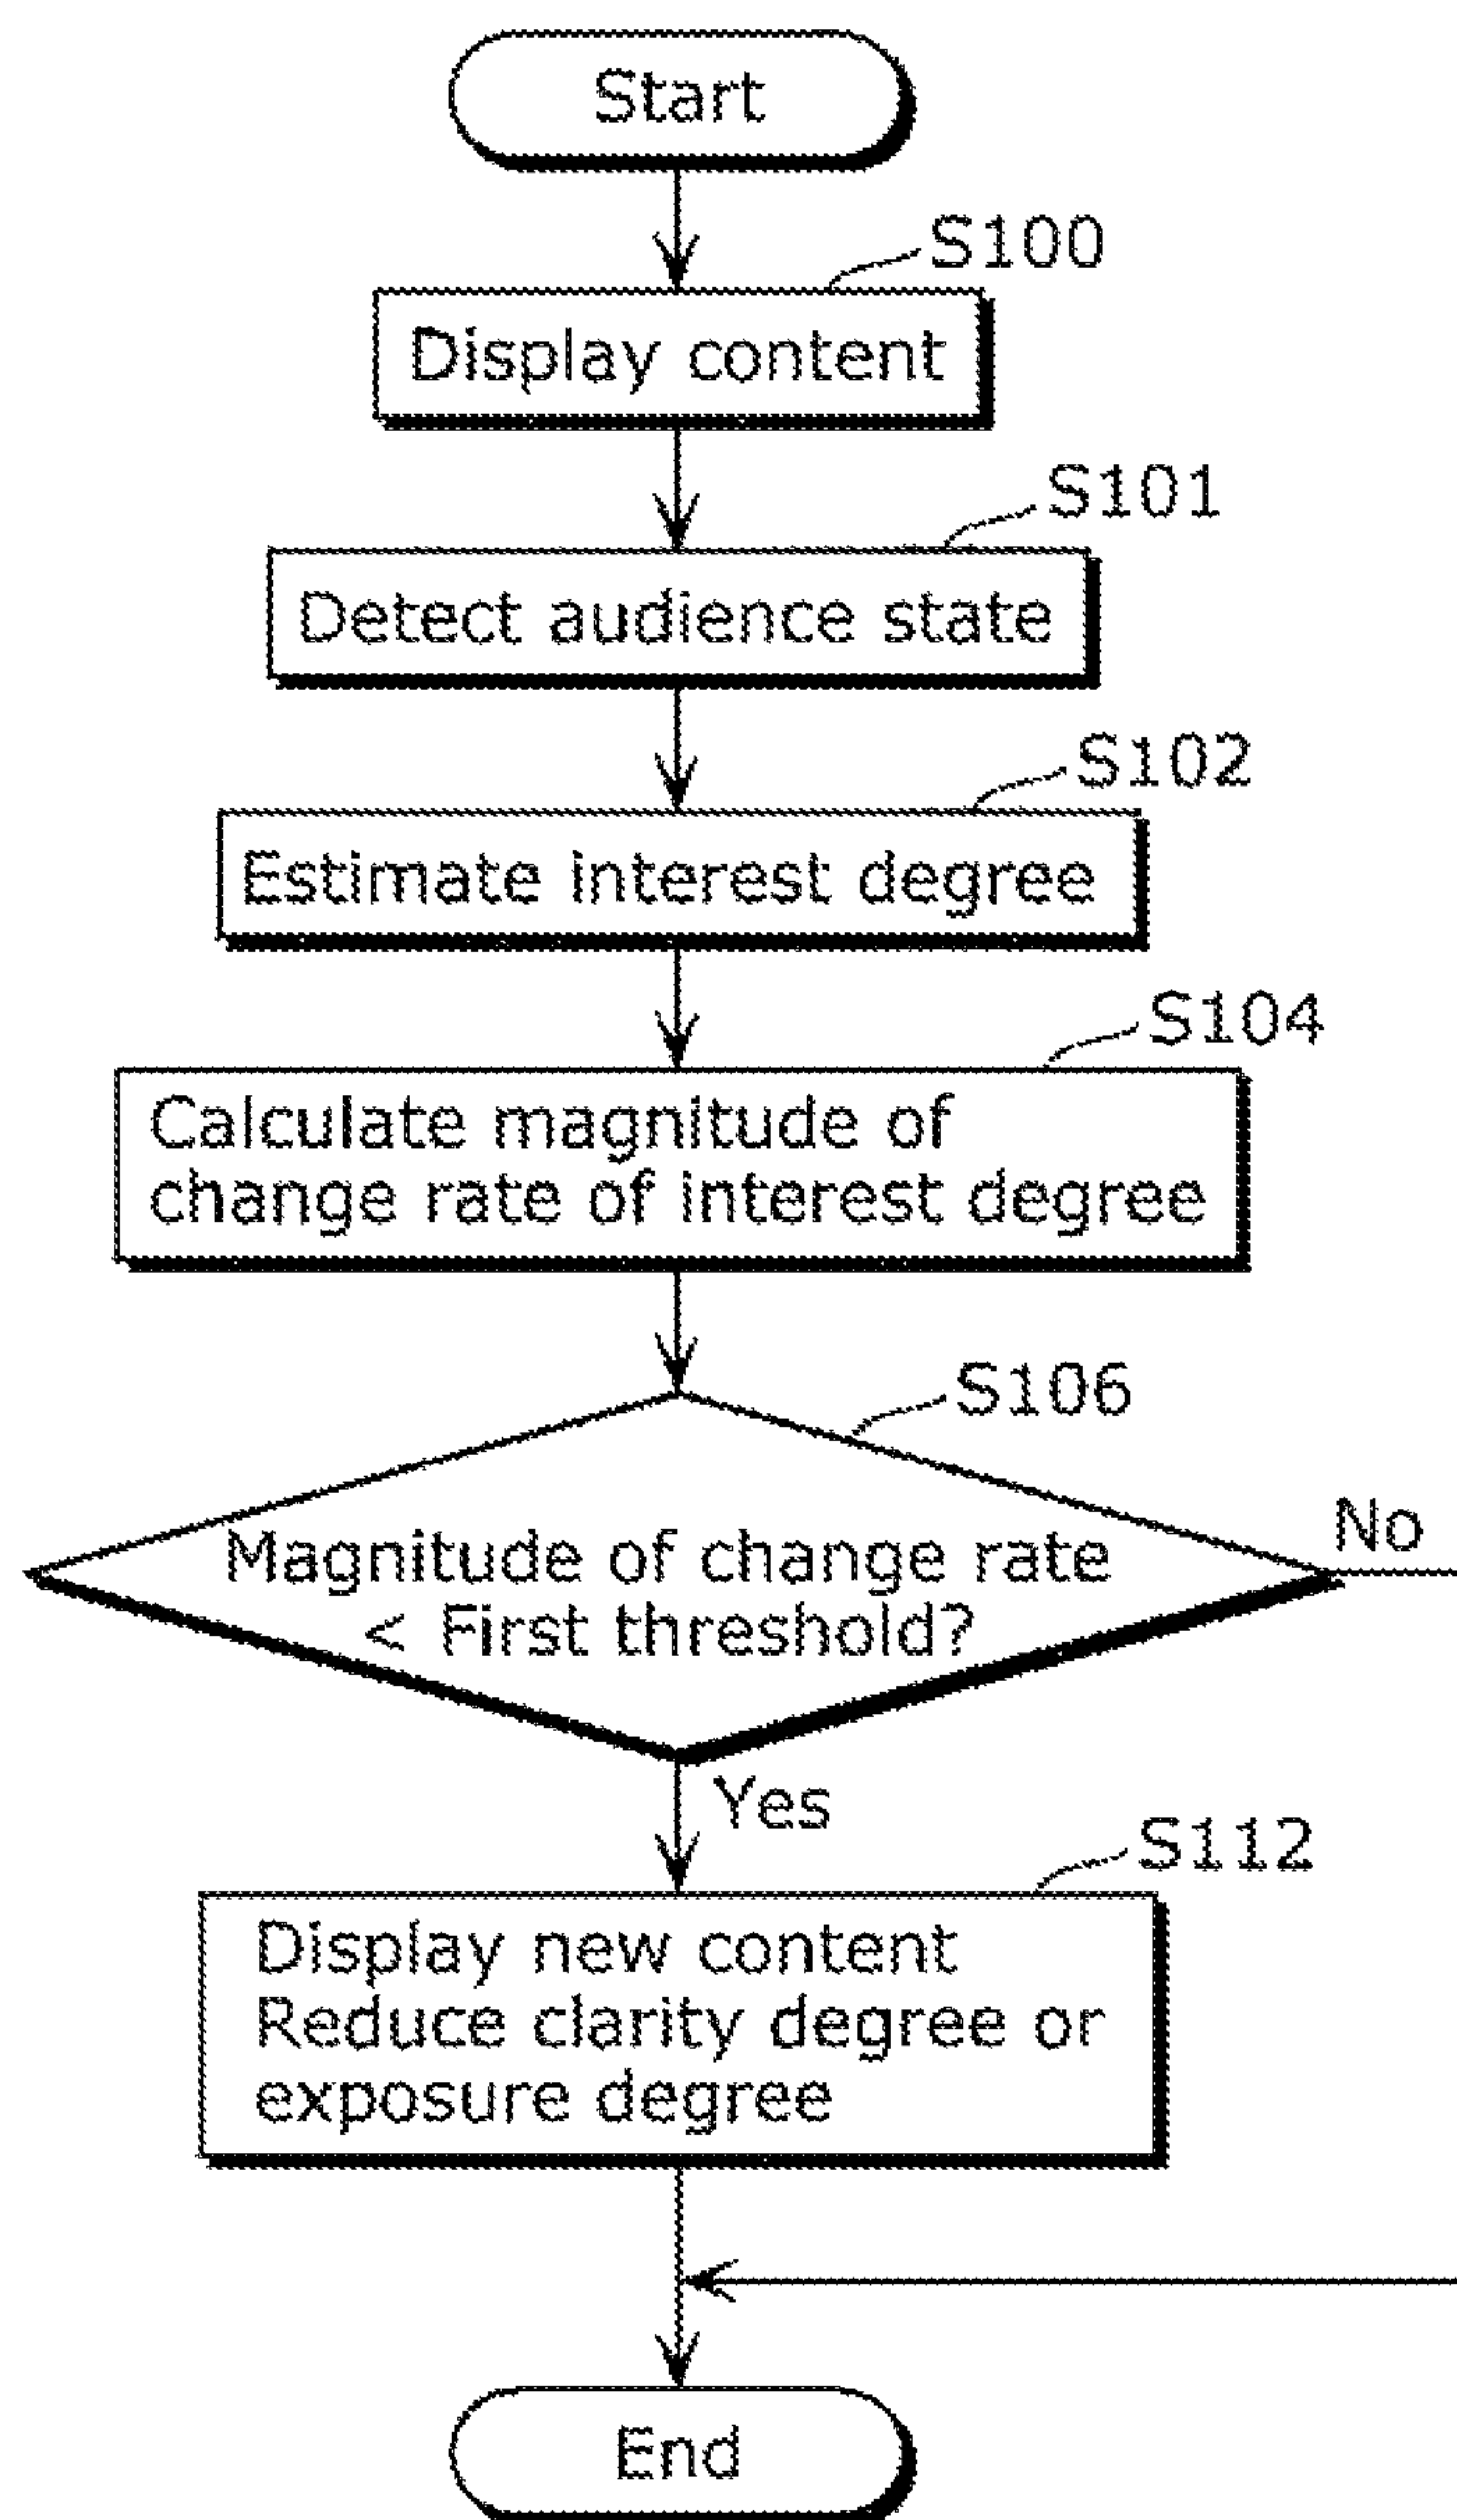 Start
S100
Display content
S101
Detect audience state
S102
Estimate interest degree
S104
Calculate magnitude of
change rate of interest degree
S106
Magnitude of change rate
< First threshold?
No
Yes
S112
Display new content
Reduce clarity degree or
exposure degree
End